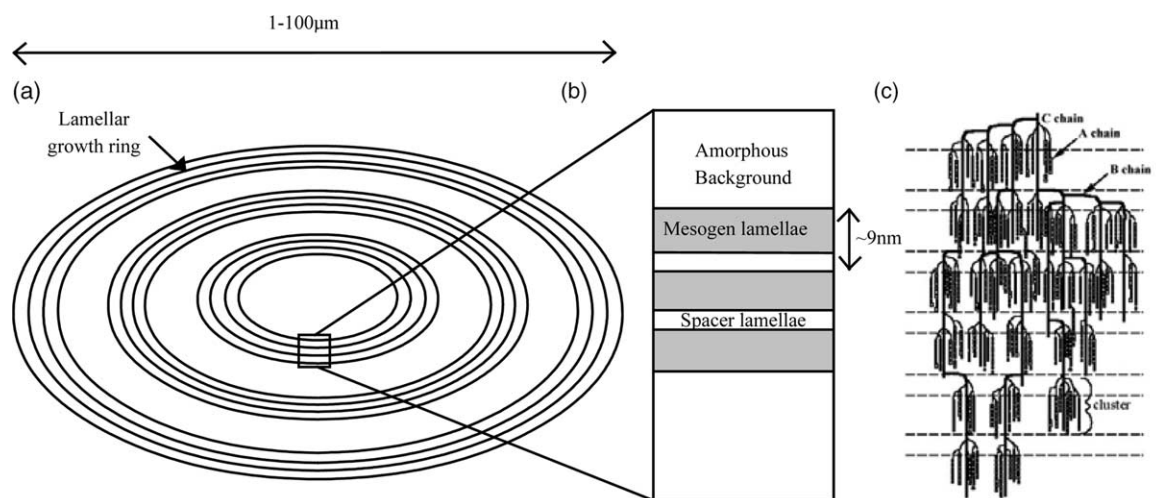 1-100μm
(a)
(b)
(c)
Lamellar
growth ring
Amorphous
Background
Mesogen lamellae
~9nm
Spacer lamellae
C chain
A chain
B chain
cluster